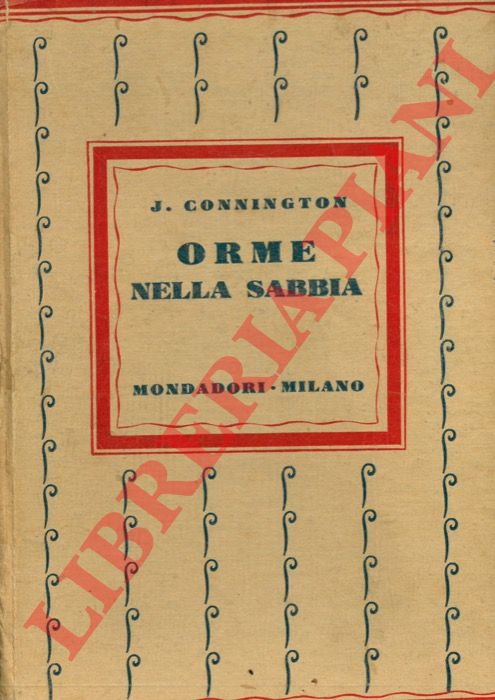 J. CONNINGTON
ORME
NELLA SABBIA
MONDADORI · MILANO
LIBRERIA PIANI